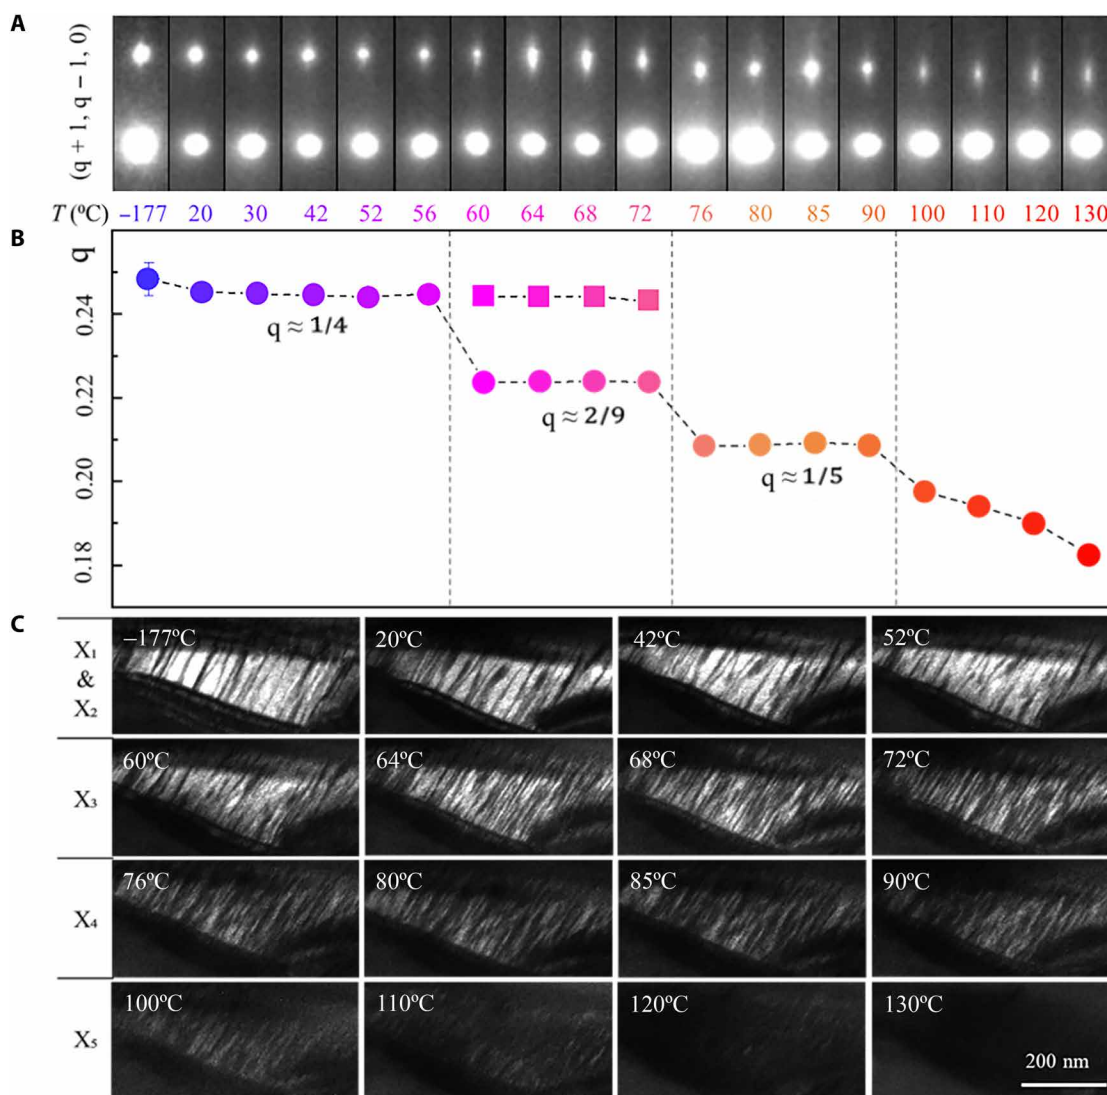 A
(q + 1, q − 1, 0)
T (ºC) −177 20 30 42 52 56 60 64 68 72 76 80 85 90 100 110 120 130
B
q
0.24
0.22
0.20
0.18
q ≈ 1/4
q ≈ 2/9
q ≈ 1/5
C
X₁
&
X₂
−177ºC 20ºC 42ºC 52ºC
X₃
60ºC 64ºC 68ºC 72ºC
X₄
76ºC 80ºC 85ºC 90ºC
X₅
100ºC 110ºC 120ºC 130ºC
200 nm